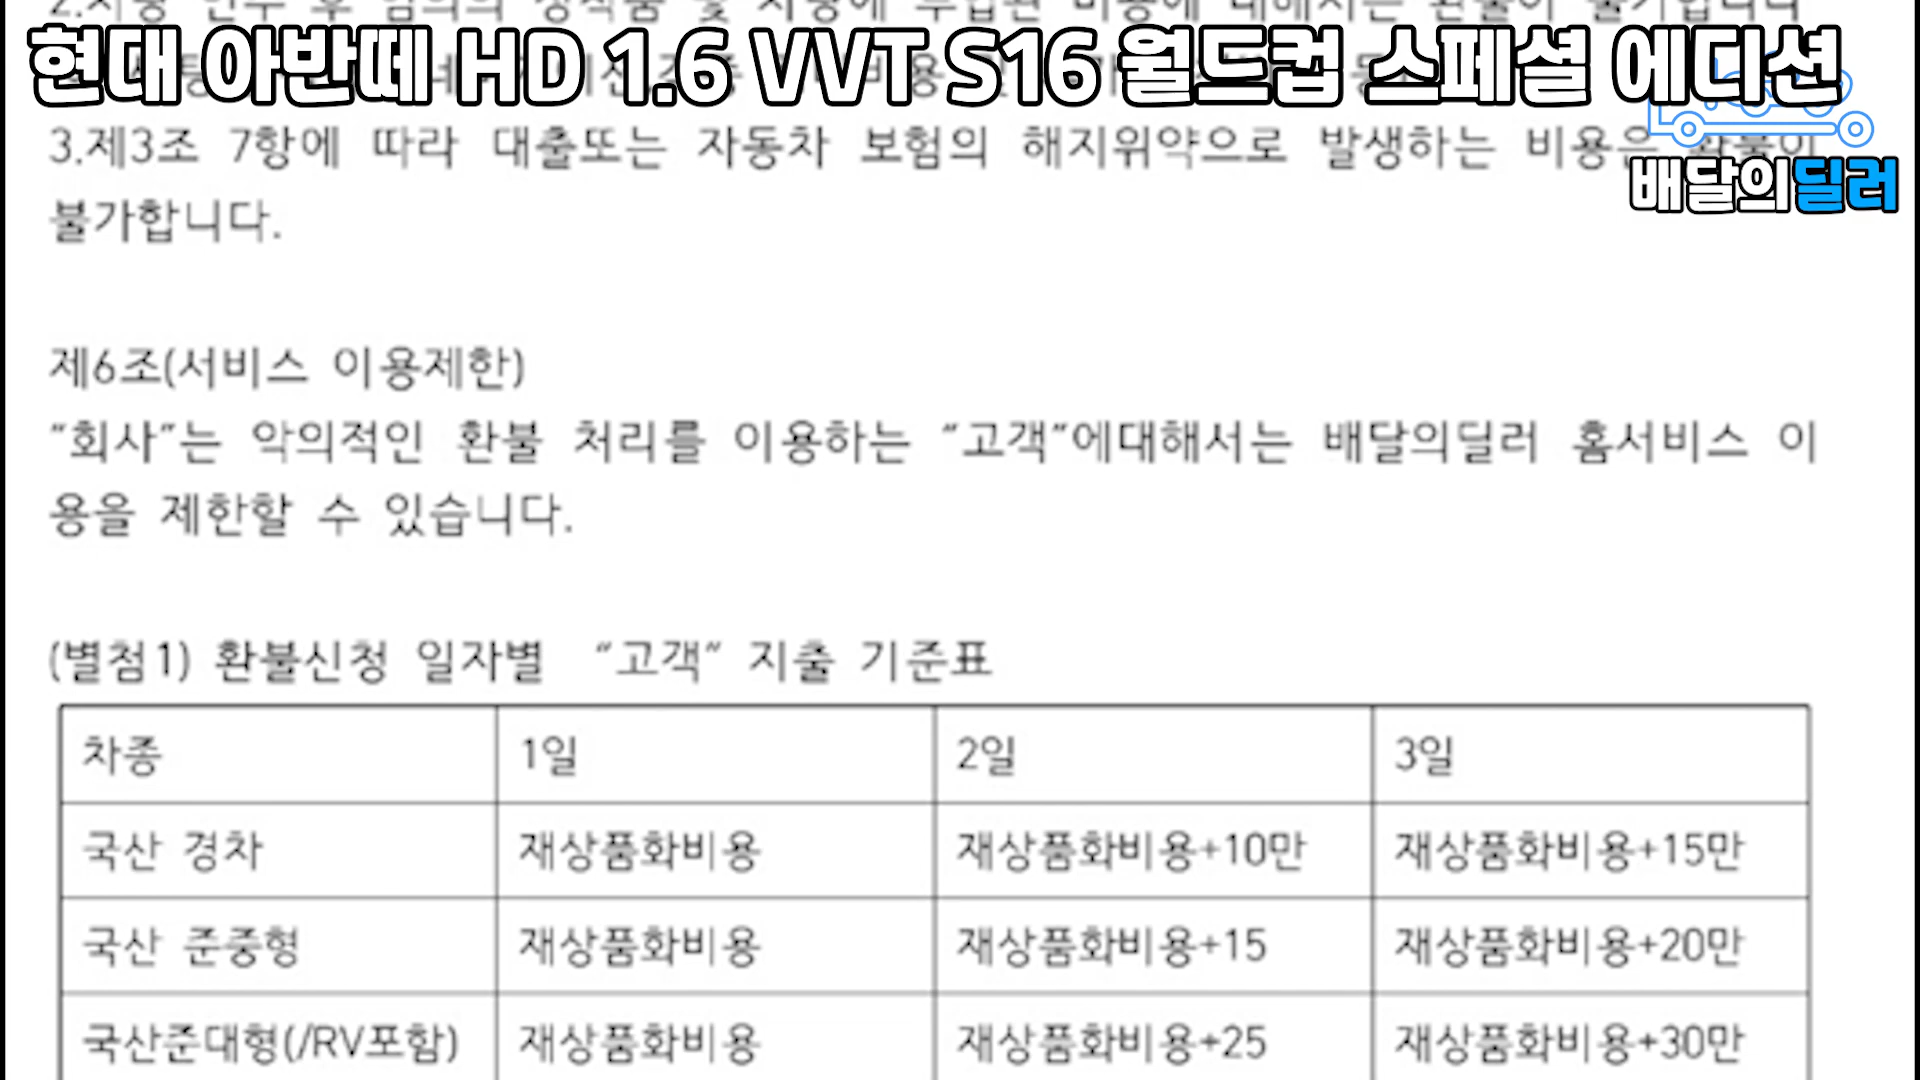 현대 아반떼 HD 1.6 VVT S16 월드컵 스페셜 에디션
배달의딜러
3.제3조 7항에 따라 대출또는 자동차 보험의 해지위약으로 발생하는 비용은 환불이
불가합니다.
제6조(서비스 이용제한)
“회사”는 악의적인 환불 처리를 이용하는 “고객”에대해서는 배달의딜러 홈서비스 이
용을 제한할 수 있습니다.
(별첨1) 환불신청 일자별 “고객” 지출 기준표
차종 1일 2일 3일
국산 경차 재상품화비용 재상품화비용+10만 재상품화비용+15만
국산 준중형 재상품화비용 재상품화비용+15 재상품화비용+20만
국산준대형(/RV포함) 재상품화비용 재상품화비용+25 재상품화비용+30만